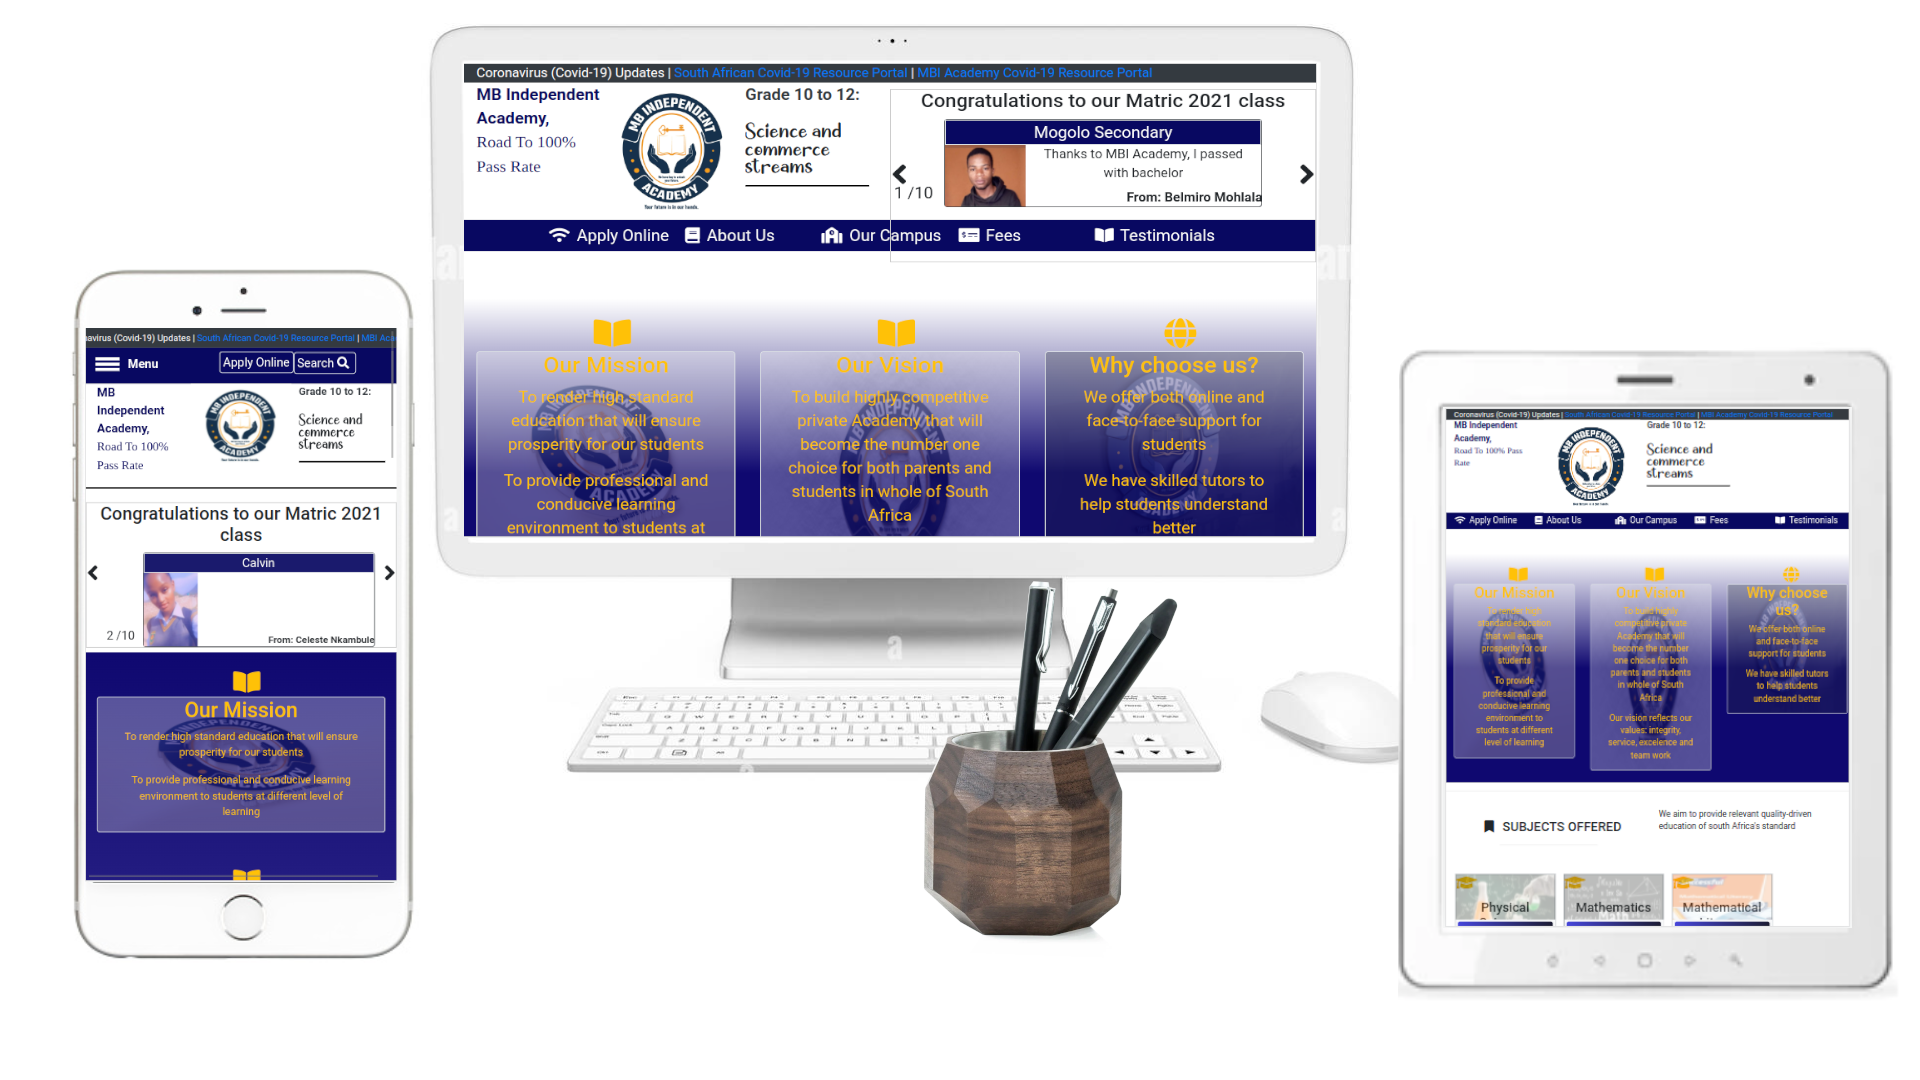 Coronavirus (Covid-19) Updates | South African Covid-19 Resource Portal | MBI Academy Covid-19 Resource Portal
MB Independent
Academy,
Road To 100%
Pass Rate
MB INDEPENDENT
ACADEMY
Your future is in our hands.
Grade 10 to 12:
Science and
commerce
streams
Congratulations to our Matric 2021 class
Mogolo Secondary
Thanks to MBI Academy, I passed
with bachelor
From: Belmiro Mohlala
1 /10
Apply Online
About Us
Our Campus
Fees
Testimonials
Our Mission
To render high standard
education that will ensure
prosperity for our students
To provide professional and
conducive learning
environment to students at
Our Vision
To build highly competitive
private Academy that will
become the number one
choice for both parents and
students in whole of South
Africa
Why choose us?
We offer both online and
face-to-face support for
students
We have skilled tutors to
help students understand
better
avirus (Covid-19) Updates | South African Covid-19 Resource Portal | MBI Aca
Menu
Apply Online
Search
MB
Independent
Academy,
Road To 100%
Pass Rate
MB INDEPENDENT
ACADEMY
Grade 10 to 12:
Science and
commerce
streams
Congratulations to our Matric 2021
class
Calvin
2 /10
From: Celeste Nkambule
Our Mission
To render high standard education that will ensure
prosperity for our students
To provide professional and conducive learning
environment to students at different level of
learning
Coronavirus (Covid-19) Updates | South African Covid-19 Resource Portal | MBI Academy Covid-19 Resource Portal
MB Independent
Academy,
Road To 100% Pass
Rate
MB INDEPENDENT
ACADEMY
Grade 10 to 12:
Science and
commerce
streams
Apply Online
About Us
Our Campus
Fees
Testimonials
Our Mission
To render high
standard education
that will ensure
prosperity for our
students
To provide
professional and
conducive learning
environment to
students at different
level of learning
Our Vision
To build highly
competitive private
Academy that will
become the number
one choice for both
parents and students
in whole of South
Africa
Our vision reflects our
values: integrity,
service, excelence and
team work
Why choose
us?
We offer both online
and face-to-face
support for students
We have skilled tutors
to help students
understand better
SUBJECTS OFFERED
We aim to provide relevant quality-driven
education of south Africa's standard
Physical
Mathematics
Mathematical